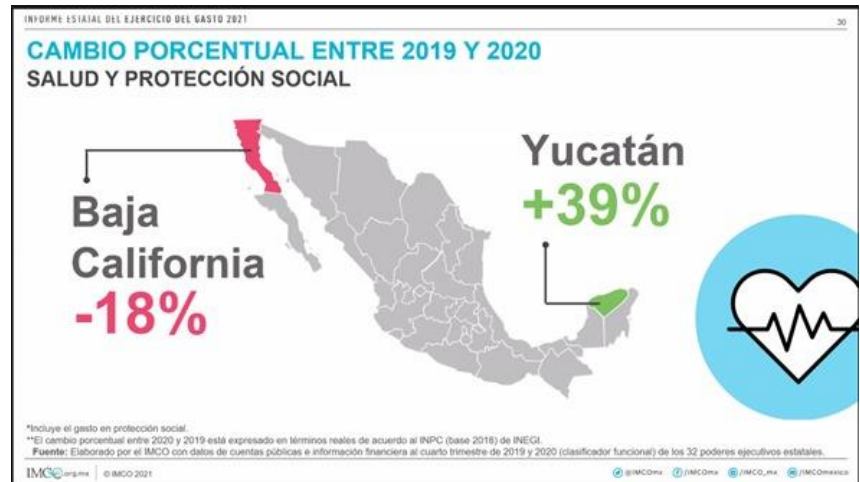 INFORME ESTATAL DEL EJERCICIO DEL GASTO 2021
30
CAMBIO PORCENTUAL ENTRE 2019 Y 2020
SALUD Y PROTECCIÓN SOCIAL
Baja
California
-18%
Yucatán
+39%
*Incluye el gasto en protección social.
**El cambio porcentual entre 2020 y 2019 está expresado en términos reales de acuerdo al INPC (base 2018) de INEGI.
Fuente: Elaborado por el IMCO con datos de cuentas públicas e información financiera al cuarto trimestre de 2019 y 2020 (clasificador funcional) de los 32 poderes ejecutivos estatales.
IMCO.org.mx | © IMCO 2021
@IMCOmx /IMCOmx /IMCO_mx /IMCOmexico